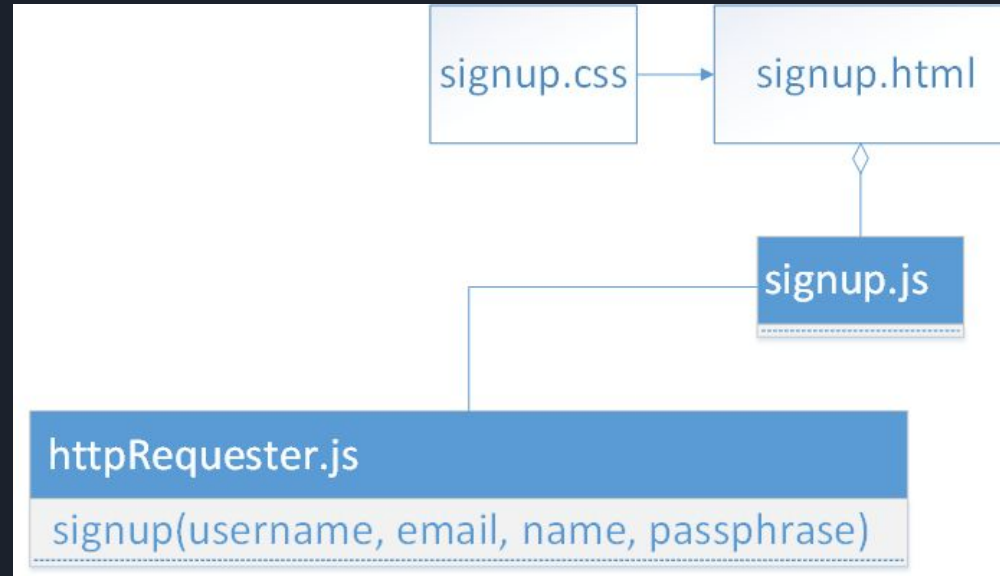 signup.css
signup.html
signup.js
httpRequester.js
signup(username, email, name, passphrase)